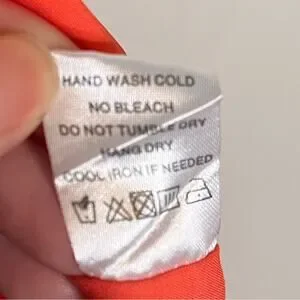 HAND WASH COLD
NO BLEACH
DO NOT TUMBLE DRY
HANG DRY
COOL IRON IF NEEDED